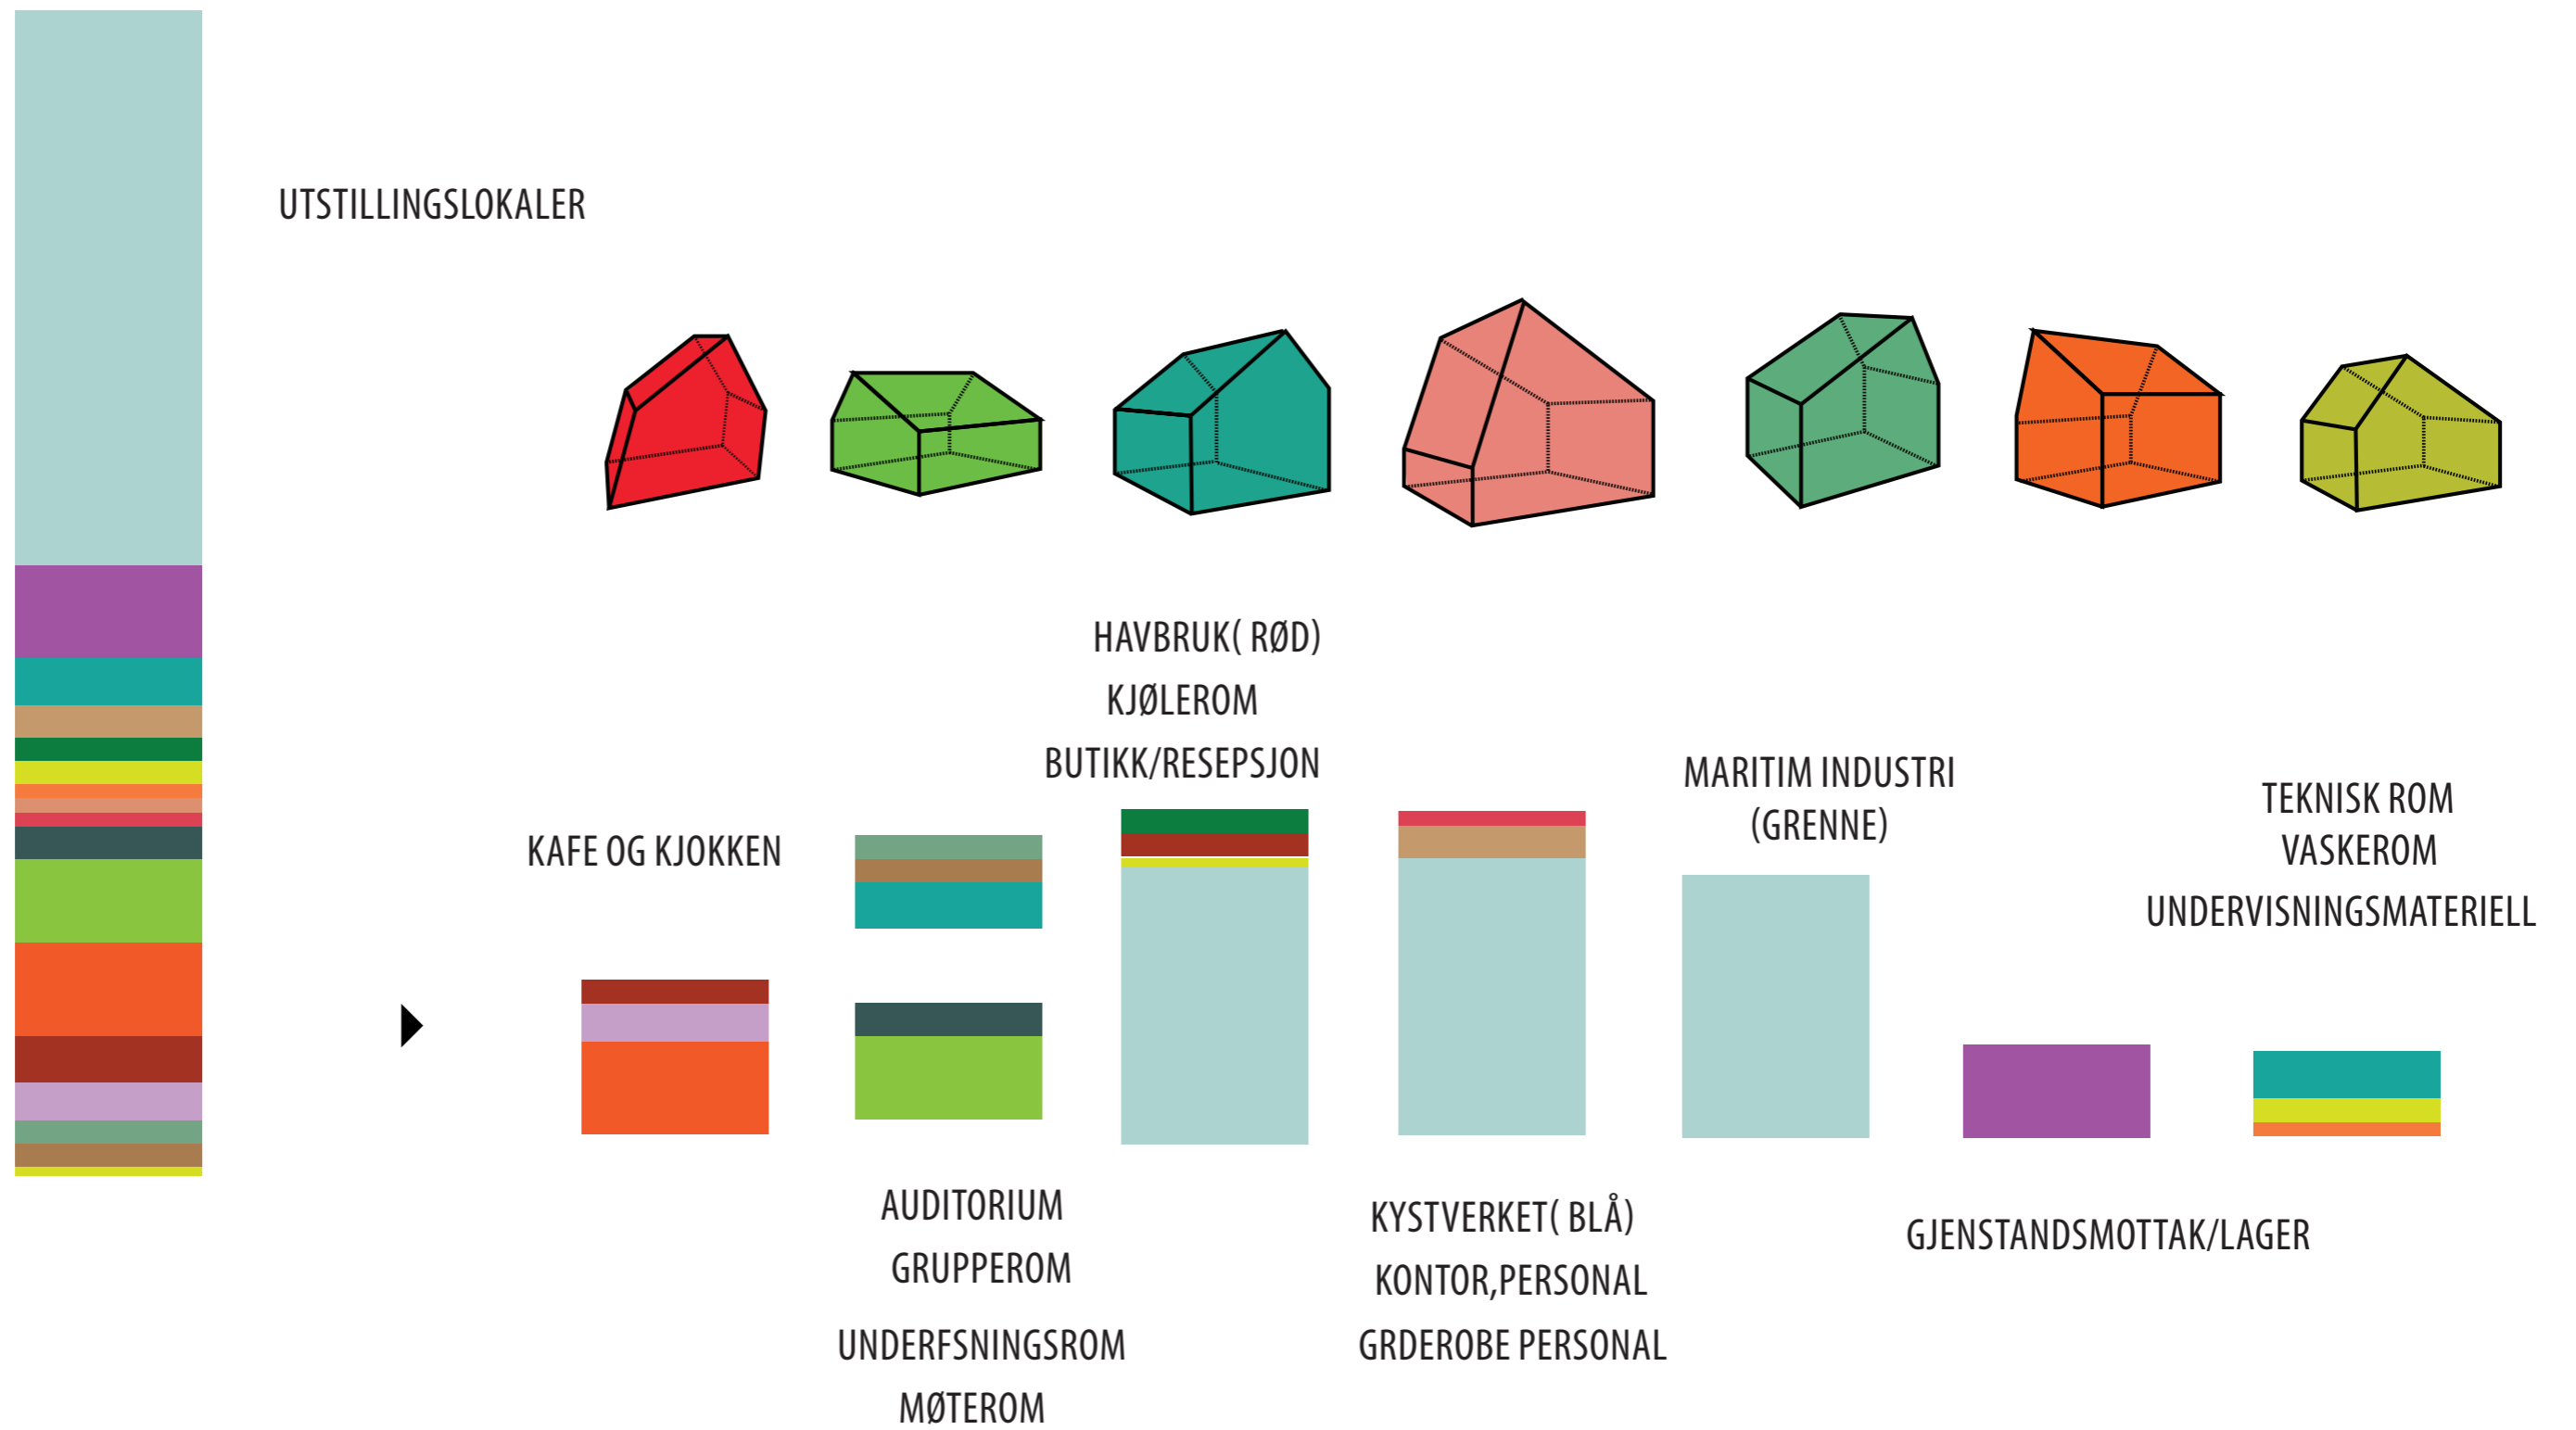 UTSTILLINGSLOKALER
HAVBRUK( RØD)
KJØLEROM
BUTIKK/RESEPSJON
MARITIM INDUSTRI
(GRENNE)
TEKNISK ROM
VASKEROM
UNDERVISNINGSMATERIELL
KAFE OG KJOKKEN
AUDITORIUM
GRUPPEROM
UNDERFSNINGSROM
MØTEROM
KYSTVERKET( BLÅ)
KONTOR,PERSONAL
GRDEROBE PERSONAL
GJENSTANDSMOTTAK/LAGER